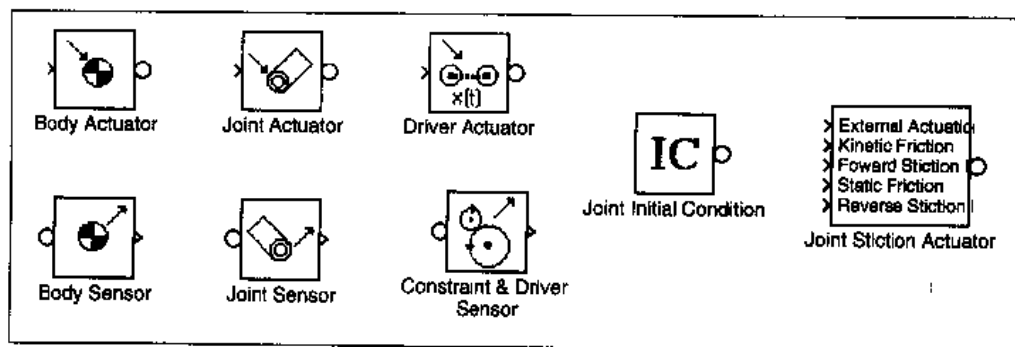 x(t)
Body Actuator
Joint Actuator
Driver Actuator
IC
Joint Initial Condition
External Actuatio
Kinetic Friction
Foward Stiction
Static Friction
Reverse Stiction
Joint Stiction Actuator
Body Sensor
Joint Sensor
Constraint & Driver
Sensor